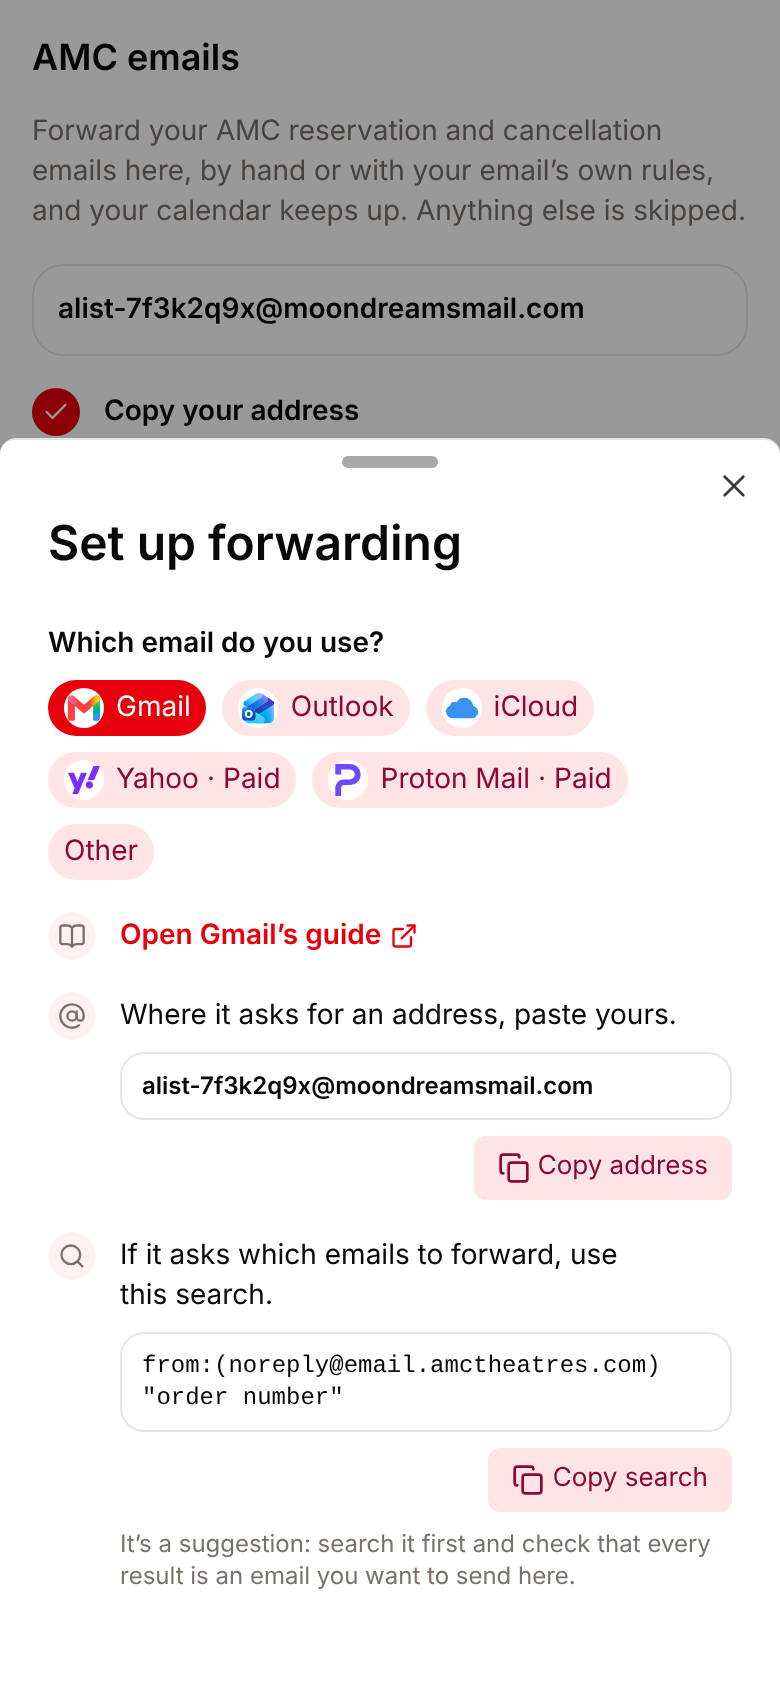 AMC emails
Forward your AMC reservation and cancellation
emails here, by hand or with your email’s own rules,
and your calendar keeps up. Anything else is skipped.
alist-7f3k2q9x@moondreamsmail.com
Copy your address
Set up forwarding
Which email do you use?
Gmail
Outlook
iCloud
Yahoo · Paid
Proton Mail · Paid
Other
Open Gmail’s guide
Where it asks for an address, paste yours.
alist-7f3k2q9x@moondreamsmail.com
Copy address
If it asks which emails to forward, use
this search.
from:(noreply@email.amctheatres.com)
"order number"
Copy search
It’s a suggestion: search it first and check that every
result is an email you want to send here.